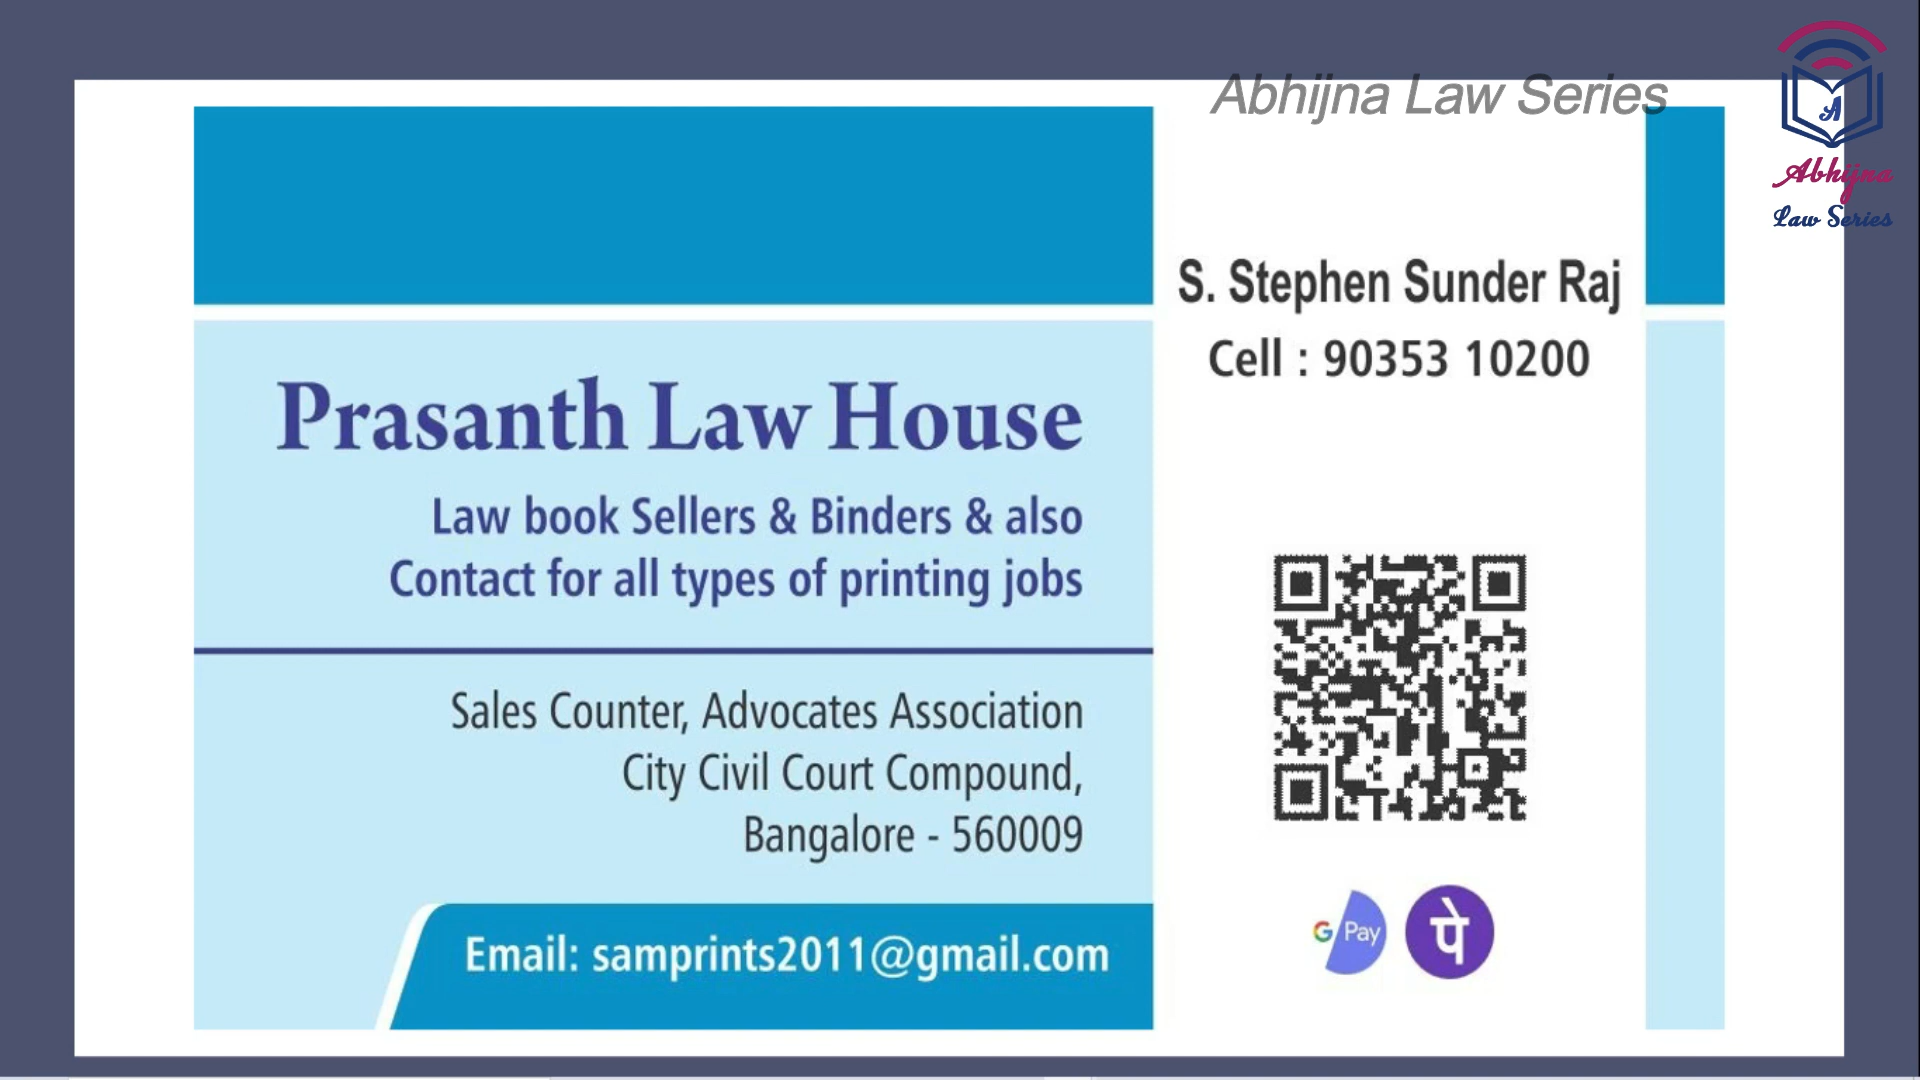 Abhijna Law Series
A
Abhijna
Law Series
S. Stephen Sunder Raj
Cell : 90353 10200
Prasanth Law House
Law book Sellers & Binders & also
Contact for all types of printing jobs
Sales Counter, Advocates Association
City Civil Court Compound,
Bangalore - 560009
Email: samprints2011@gmail.com
G Pay
पे